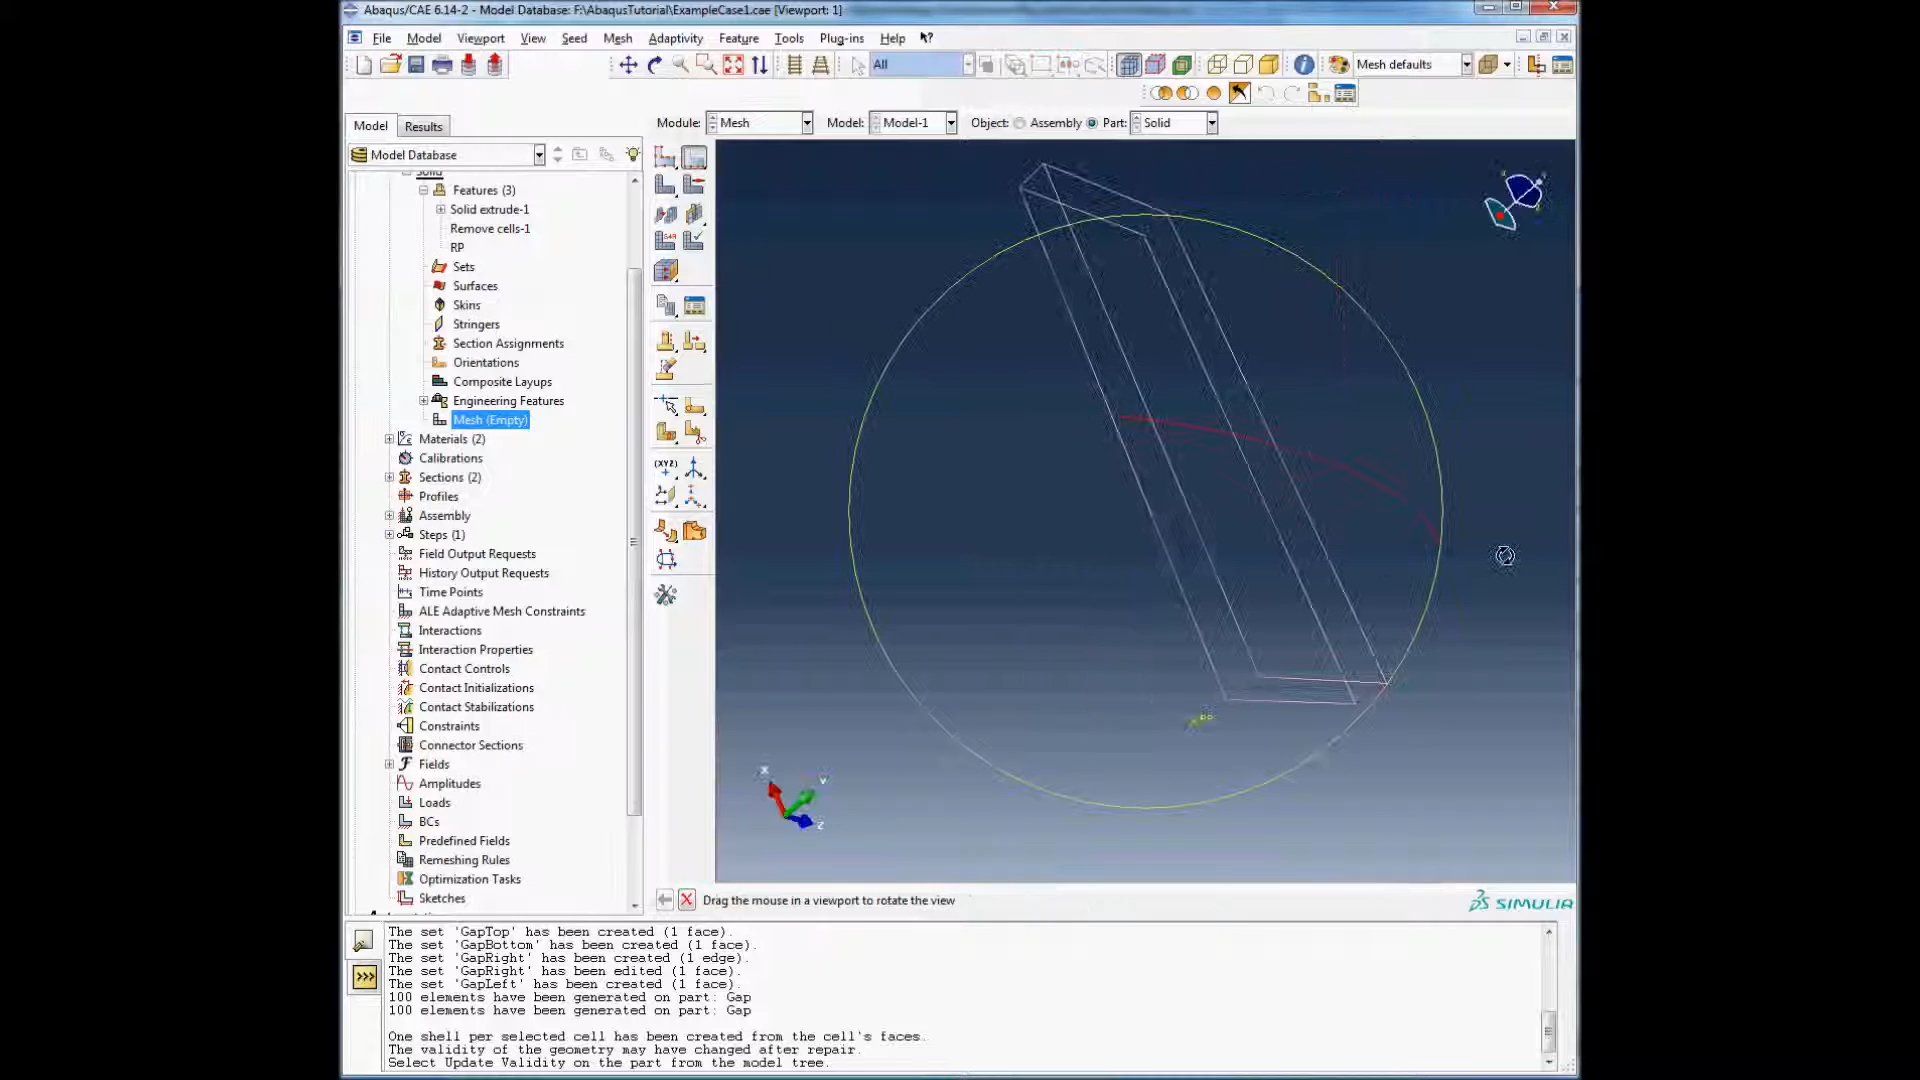 Abaqus/CAE 6.14-2 - Model Database: F:\AbaqusTutorial\ExampleCase1.cae [Viewport: 1]
File Model Viewport View Seed Mesh Adaptivity Feature Tools Plug-ins Help
All
Mesh defaults
Model Results
Module: Mesh Model: Model-1 Object: Assembly Part: Solid
Model Database
Solid
Features (3)
Solid extrude-1
Remove cells-1
RP
Sets
Surfaces
Skins
Stringers
Section Assignments
Orientations
Composite Layups
Engineering Features
Mesh (Empty)
Materials (2)
Calibrations
Sections (2)
Profiles
Assembly
Steps (1)
Field Output Requests
History Output Requests
Time Points
ALE Adaptive Mesh Constraints
Interactions
Interaction Properties
Contact Controls
Contact Initializations
Contact Stabilizations
Constraints
Connector Sections
Fields
Amplitudes
Loads
BCs
Predefined Fields
Remeshing Rules
Optimization Tasks
Sketches
(XYZ)
X
Y
Z
Drag the mouse in a viewport to rotate the view
SIMULIA
The set 'GapTop' has been created (1 face).
The set 'GapBottom' has been created (1 face).
The set 'GapRight' has been created (1 edge).
The set 'GapRight' has been edited (1 face).
The set 'GapLeft' has been created (1 face).
100 elements have been generated on part: Gap
100 elements have been generated on part: Gap
One shell per selected cell has been created from the cell's faces.
The validity of the geometry may have changed after repair.
Select Update Validity on the part from the model tree.
>>>